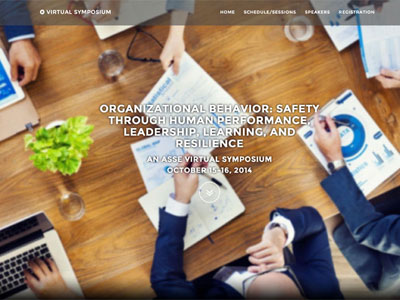 VIRTUAL SYMPOSIUM
HOME SCHEDULE/SESSIONS SPEAKERS REGISTRATION
ORGANIZATIONAL BEHAVIOR: SAFETY
THROUGH HUMAN PERFORMANCE,
LEADERSHIP, LEARNING, AND
RESILIENCE
AN ASSE VIRTUAL SYMPOSIUM
OCTOBER 15-16, 2014